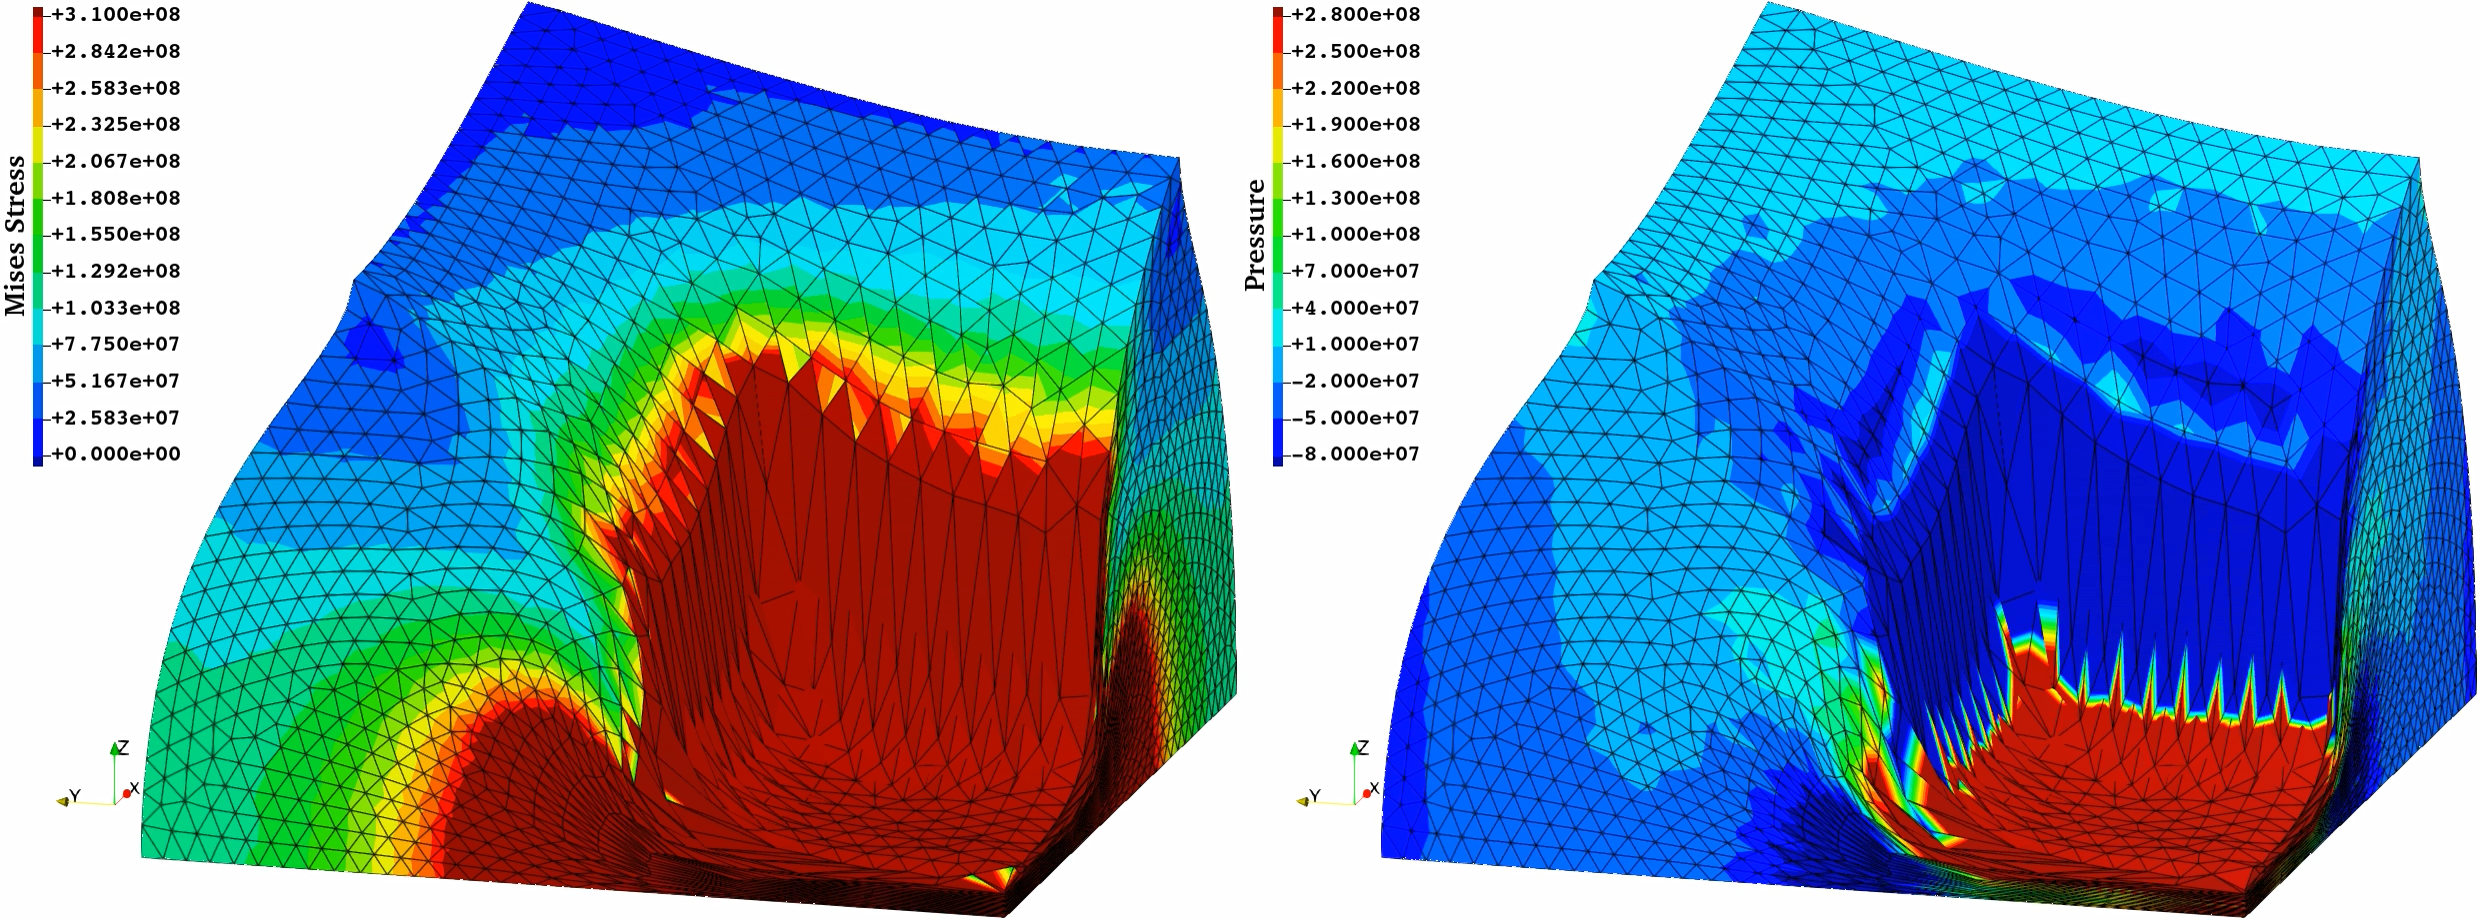 Mises Stress
+3.100e+08
+2.842e+08
+2.583e+08
+2.325e+08
+2.067e+08
+1.808e+08
+1.550e+08
+1.292e+08
+1.033e+08
+7.750e+07
+5.167e+07
+2.583e+07
+0.000e+00
Z
Y
X
Pressure
+2.800e+08
+2.500e+08
+2.200e+08
+1.900e+08
+1.600e+08
+1.300e+08
+1.000e+08
+7.000e+07
+4.000e+07
+1.000e+07
-2.000e+07
-5.000e+07
-8.000e+07
Z
Y
X